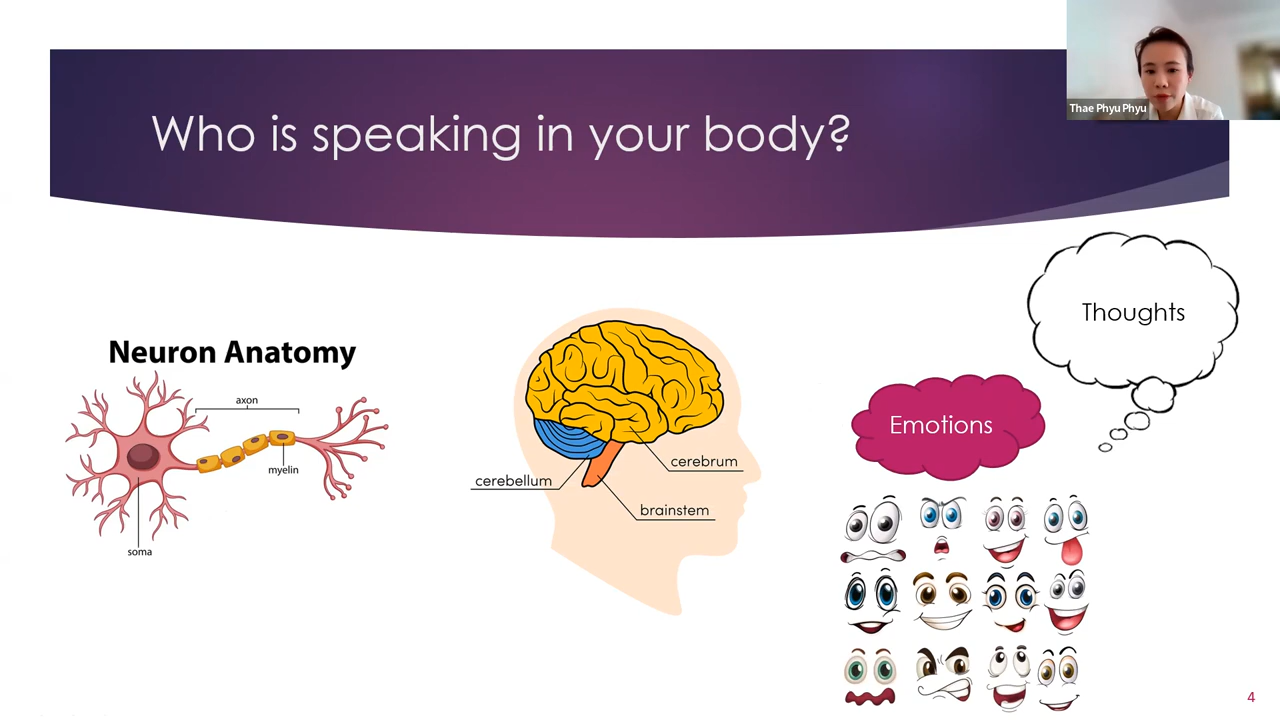 Thae Phyu Phyu
Who is speaking in your body?
Neuron Anatomy
axon
myelin
soma
cerebellum
cerebrum
brainstem
Emotions
Thoughts
4